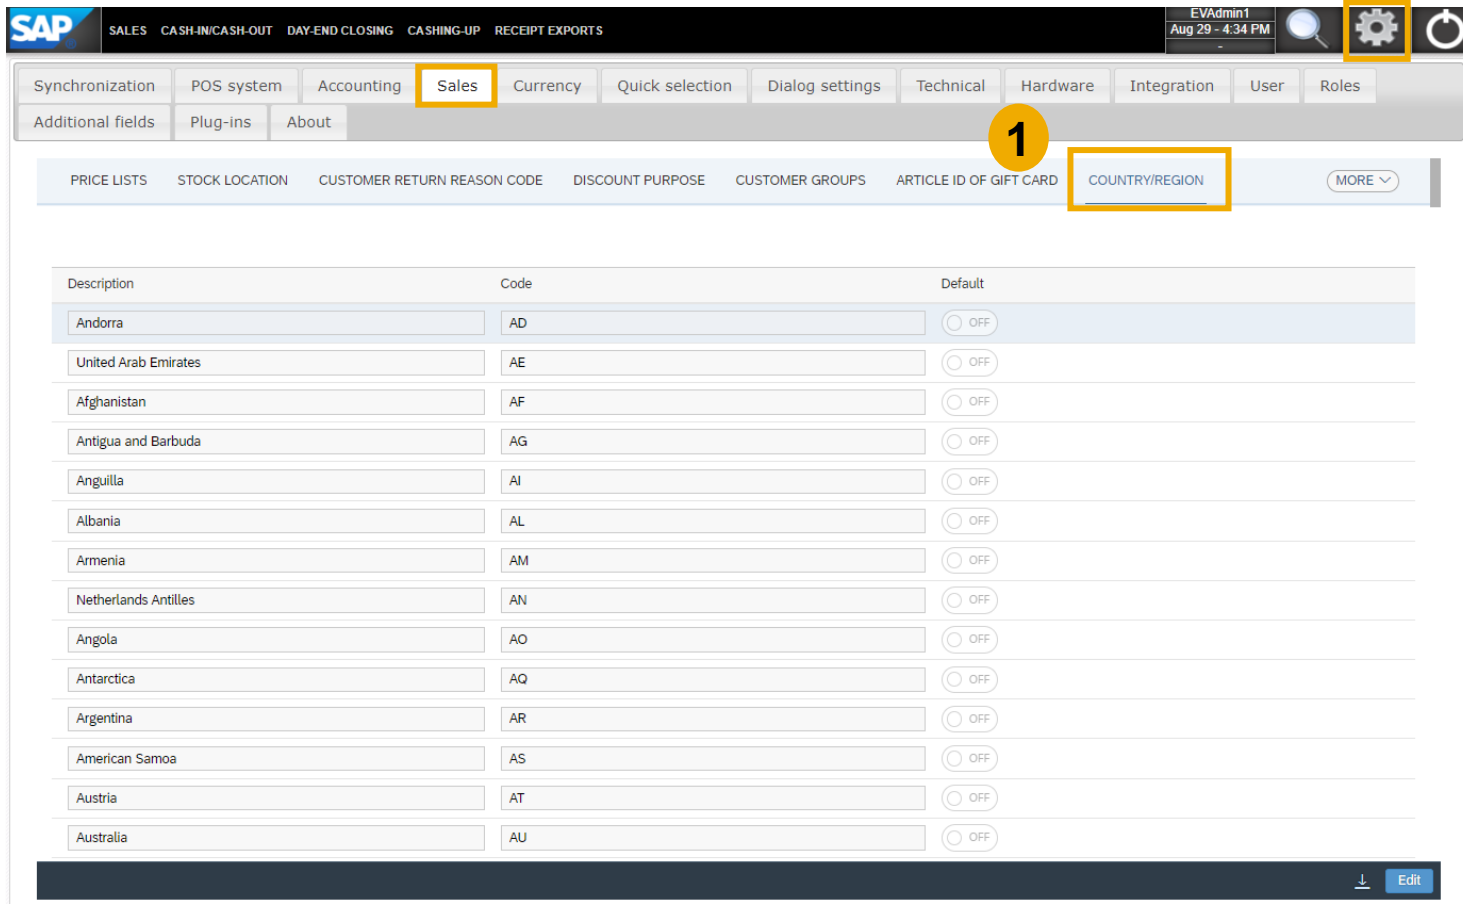 SAP SALES CASH-IN/CASH-OUT DAY-END CLOSING CASHING-UP RECEIPT EXPORTS
EVAdmin1
Aug 29 - 4:34 PM
-
Synchronization POS system Accounting Sales Currency Quick selection Dialog settings Technical Hardware Integration User Roles
Additional fields Plug-ins About
1
PRICE LISTS STOCK LOCATION CUSTOMER RETURN REASON CODE DISCOUNT PURPOSE CUSTOMER GROUPS ARTICLE ID OF GIFT CARD COUNTRY/REGION MORE
Description Code Default
Andorra AD OFF
United Arab Emirates AE OFF
Afghanistan AF OFF
Antigua and Barbuda AG OFF
Anguilla AI OFF
Albania AL OFF
Armenia AM OFF
Netherlands Antilles AN OFF
Angola AO OFF
Antarctica AQ OFF
Argentina AR OFF
American Samoa AS OFF
Austria AT OFF
Australia AU OFF
Edit